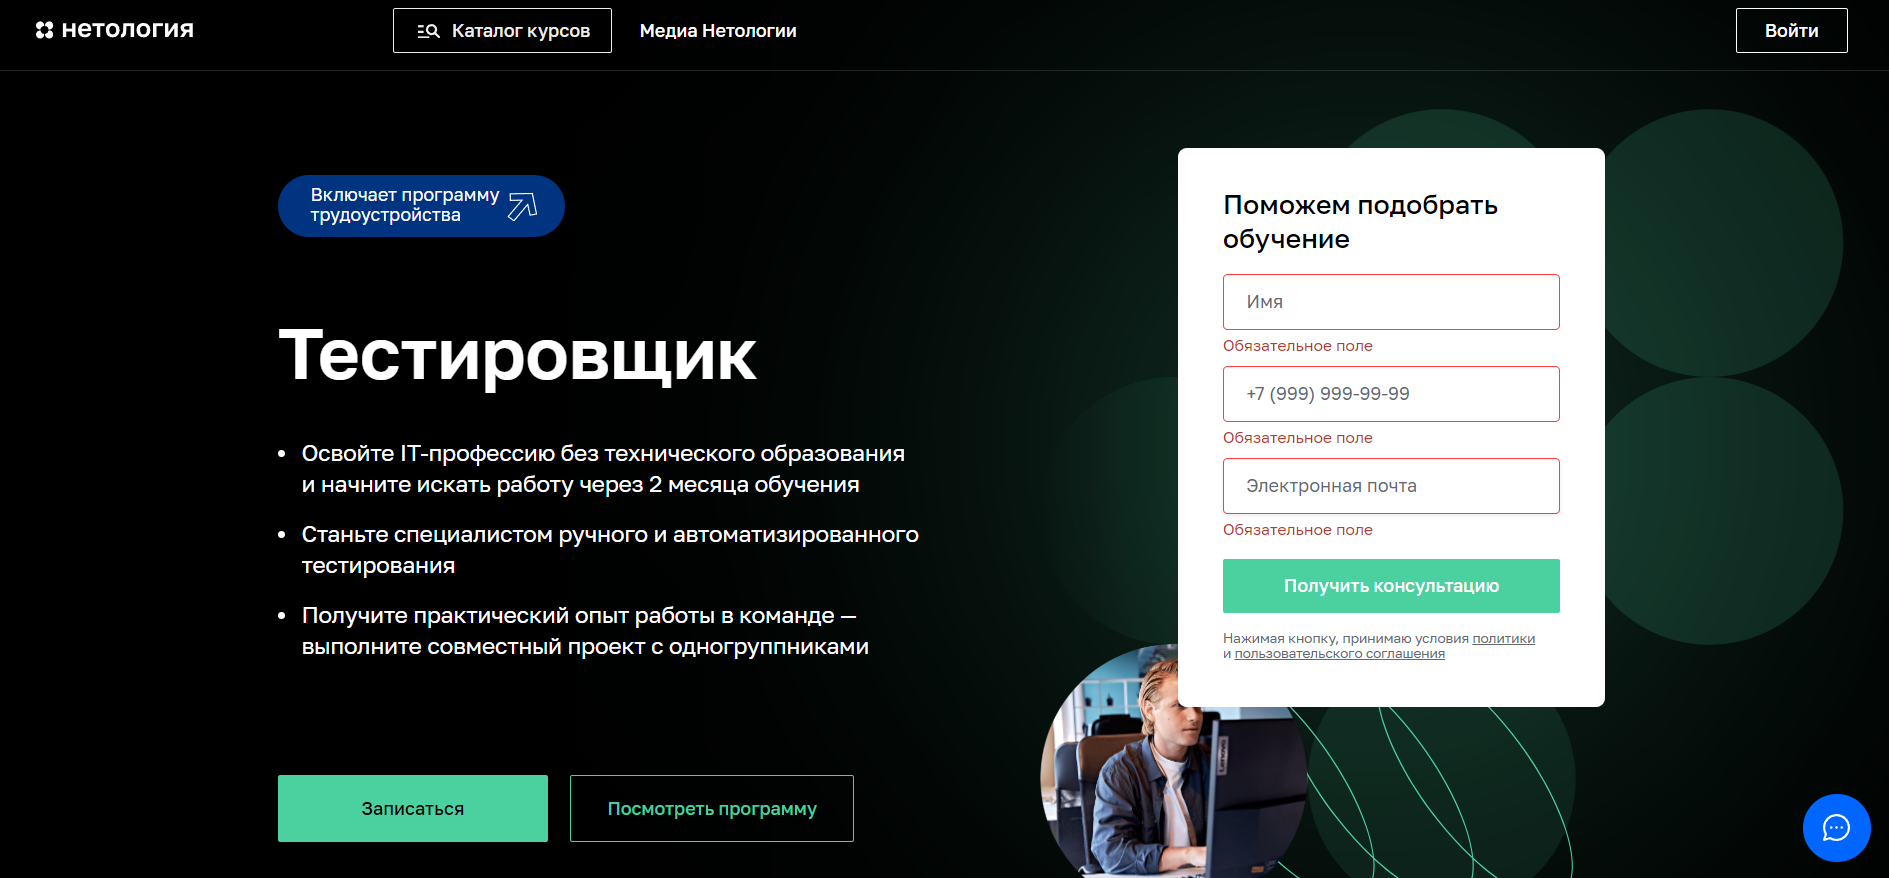 нетология
Каталог курсов
Медиа Нетологии
Войти
Включает программу
трудоустройства
Тестировщик
• Освойте IT-профессию без технического образования
и начните искать работу через 2 месяца обучения
• Станьте специалистом ручного и автоматизированного
тестирования
• Получите практический опыт работы в команде —
выполните совместный проект с одногруппниками
Записаться
Посмотреть программу
Поможем подобрать
обучение
Имя
Обязательное поле
+7 (999) 999-99-99
Обязательное поле
Электронная почта
Обязательное поле
Получить консультацию
Нажимая кнопку, принимаю условия политики
и пользовательского соглашения
Lenovo